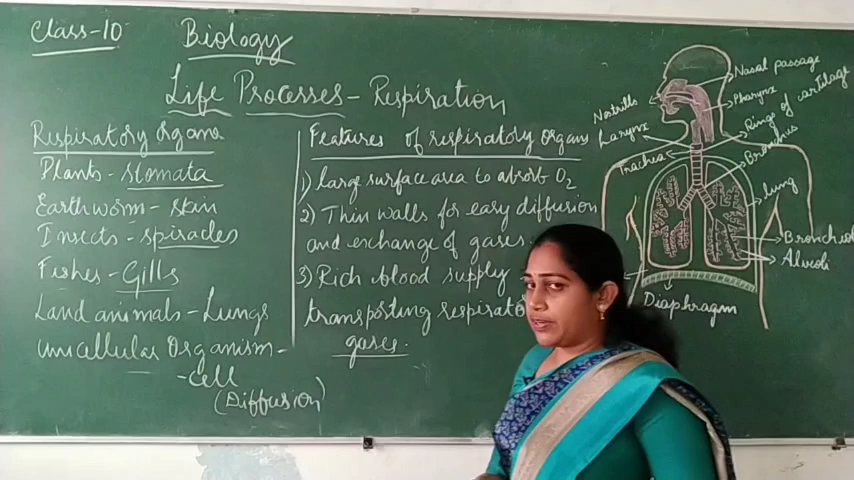 Class-10
Biology
Life Processes - Respiration
Respiratory organs
Plants - stomata
Earthworm - skin
Insects - spiracles
Fishes - Gills
Land animals - Lungs
unicellular Organism -
- cell
(Diffusion)
Features of respiratory organs
1) large surface area to absorb O2
2) Thin walls for easy diffusion
and exchange of gases.
3) Rich blood supply
transporting respirato
gases.
Nasal passage
Pharynx
Rings of cartilage
Bronchus
Nostrils
Larynx
Trachea
lung
Bronchiol
Alveoli
Diaphragm